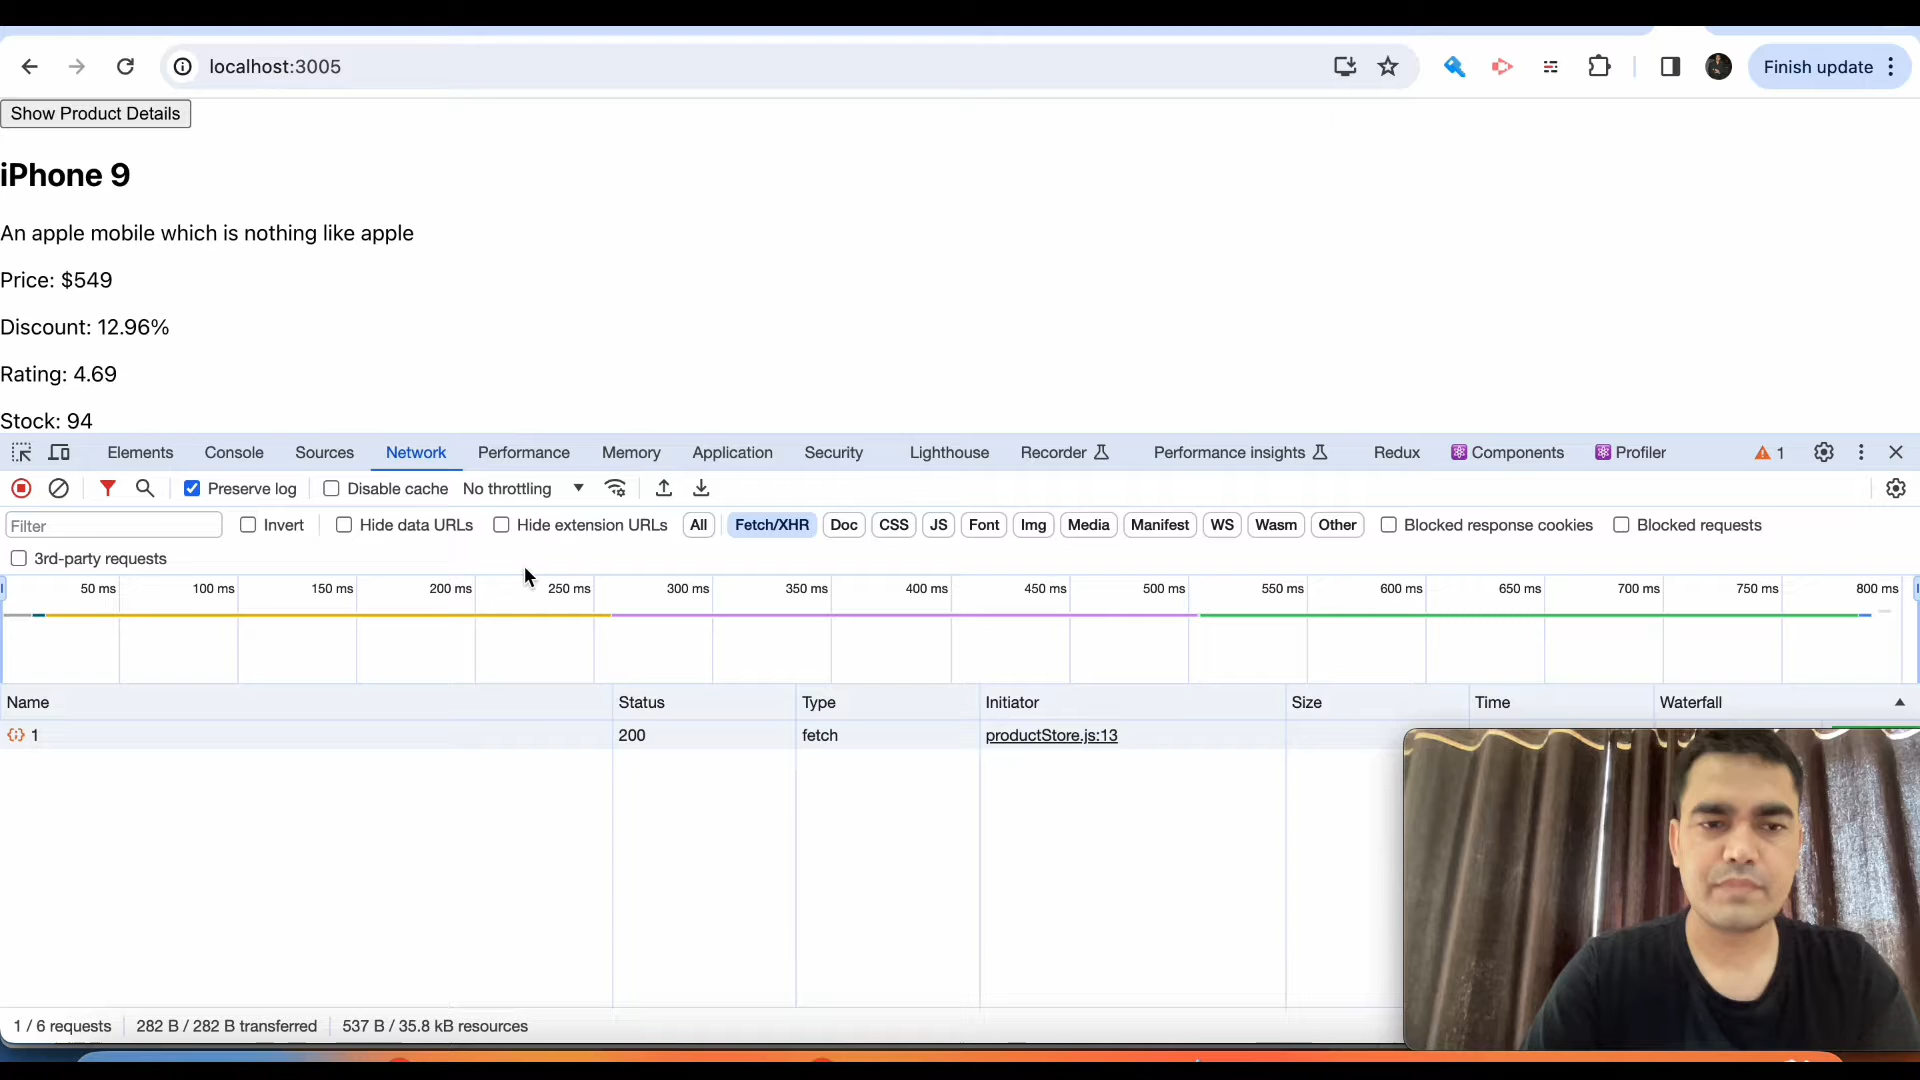 localhost:3005
Finish update
Show Product Details
iPhone 9
An apple mobile which is nothing like apple
Price: $549
Discount: 12.96%
Rating: 4.69
Stock: 94
Elements Console Sources Network Performance Memory Application Security Lighthouse Recorder Performance insights Redux Components Profiler 1
Preserve log Disable cache No throttling
Filter Invert Hide data URLs Hide extension URLs All Fetch/XHR Doc CSS JS Font Img Media Manifest WS Wasm Other Blocked response cookies Blocked requests
3rd-party requests
50 ms 100 ms 150 ms 200 ms 250 ms 300 ms 350 ms 400 ms 450 ms 500 ms 550 ms 600 ms 650 ms 700 ms 750 ms 800 ms
Name Status Type Initiator Size Time Waterfall
1 200 fetch productStore.js:13
1 / 6 requests 282 B / 282 B transferred 537 B / 35.8 kB resources